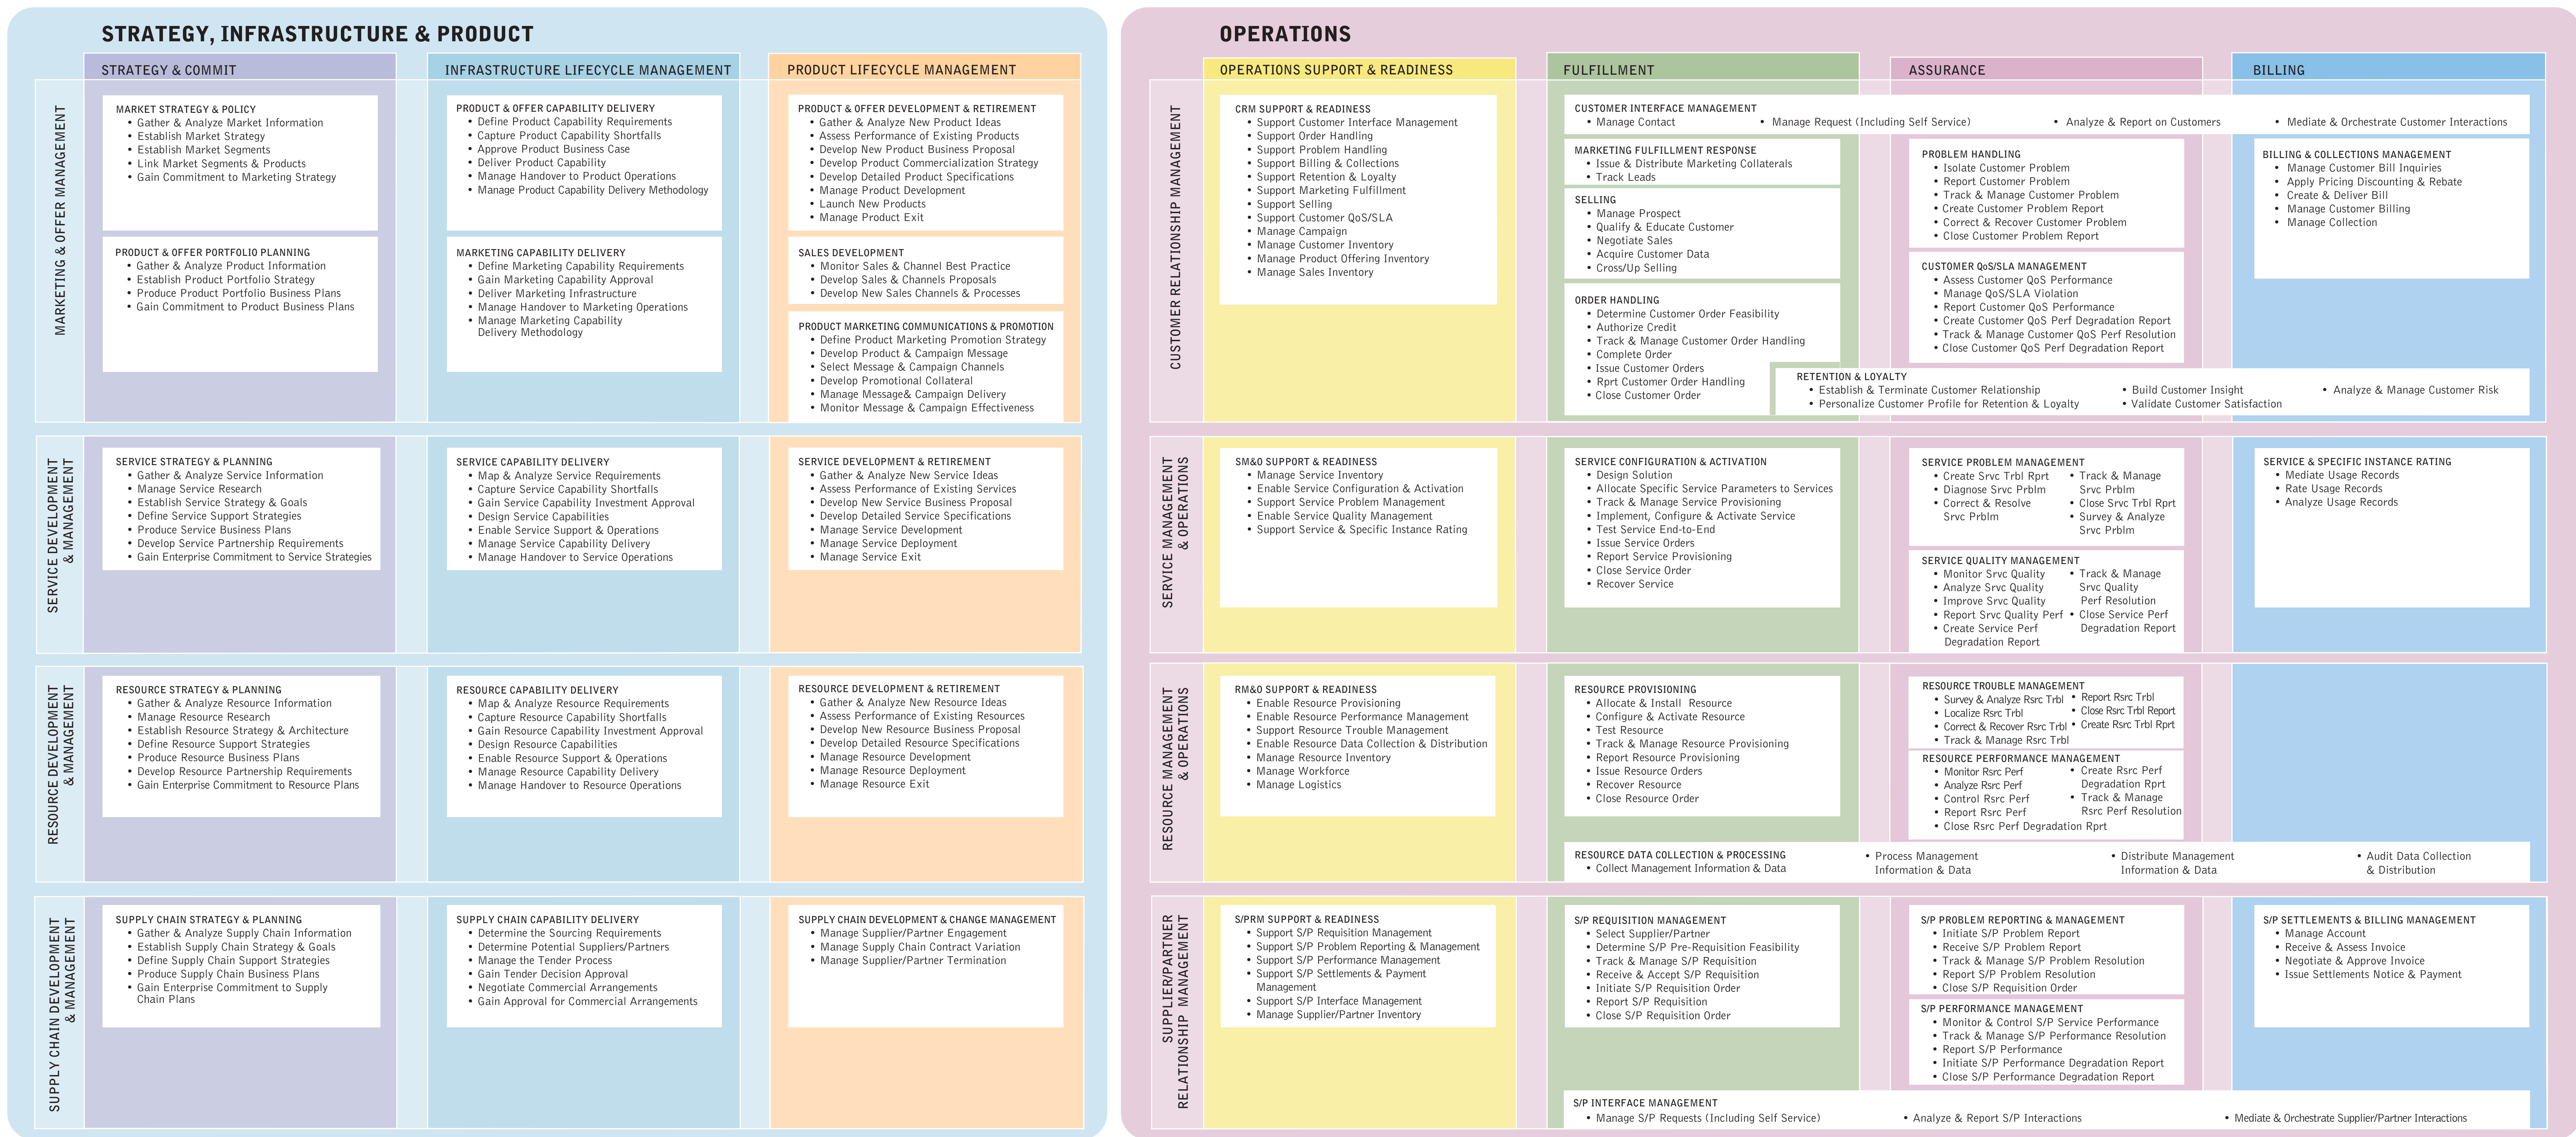 STRATEGY, INFRASTRUCTURE & PRODUCT
STRATEGY & COMMIT
INFRASTRUCTURE LIFECYCLE MANAGEMENT
PRODUCT LIFECYCLE MANAGEMENT
MARKETING & OFFER MANAGEMENT
MARKET STRATEGY & POLICY
• Gather & Analyze Market Information
• Establish Market Strategy
• Establish Market Segments
• Link Market Segments & Products
• Gain Commitment to Marketing Strategy
PRODUCT & OFFER PORTFOLIO PLANNING
• Gather & Analyze Product Information
• Establish Product Portfolio Strategy
• Produce Product Portfolio Business Plans
• Gain Commitment to Product Business Plans
PRODUCT & OFFER CAPABILITY DELIVERY
• Define Product Capability Requirements
• Capture Product Capability Shortfalls
• Approve Product Business Case
• Deliver Product Capability
• Manage Handover to Product Operations
• Manage Product Capability Delivery Methodology
MARKETING CAPABILITY DELIVERY
• Define Marketing Capability Requirements
• Gain Marketing Capability Approval
• Deliver Marketing Infrastructure
• Manage Handover to Marketing Operations
• Manage Marketing Capability
Delivery Methodology
PRODUCT & OFFER DEVELOPMENT & RETIREMENT
• Gather & Analyze New Product Ideas
• Assess Performance of Existing Products
• Develop New Product Business Proposal
• Develop Product Commercialization Strategy
• Develop Detailed Product Specifications
• Manage Product Development
• Launch New Products
• Manage Product Exit
SALES DEVELOPMENT
• Monitor Sales & Channel Best Practice
• Develop Sales & Channels Proposals
• Develop New Sales Channels & Processes
PRODUCT MARKETING COMMUNICATIONS & PROMOTION
• Define Product Marketing Promotion Strategy
• Develop Product & Campaign Message
• Select Message & Campaign Channels
• Develop Promotional Collateral
• Manage Message& Campaign Delivery
• Monitor Message & Campaign Effectiveness
SERVICE DEVELOPMENT
& MANAGEMENT
SERVICE STRATEGY & PLANNING
• Gather & Analyze Service Information
• Manage Service Research
• Establish Service Strategy & Goals
• Define Service Support Strategies
• Produce Service Business Plans
• Develop Service Partnership Requirements
• Gain Enterprise Commitment to Service Strategies
SERVICE CAPABILITY DELIVERY
• Map & Analyze Service Requirements
• Capture Service Capability Shortfalls
• Gain Service Capability Investment Approval
• Design Service Capabilities
• Enable Service Support & Operations
• Manage Service Capability Delivery
• Manage Handover to Service Operations
SERVICE DEVELOPMENT & RETIREMENT
• Gather & Analyze New Service Ideas
• Assess Performance of Existing Services
• Develop New Service Business Proposal
• Develop Detailed Service Specifications
• Manage Service Development
• Manage Service Deployment
• Manage Service Exit
RESOURCE DEVELOPMENT
& MANAGEMENT
RESOURCE STRATEGY & PLANNING
• Gather & Analyze Resource Information
• Manage Resource Research
• Establish Resource Strategy & Architecture
• Define Resource Support Strategies
• Produce Resource Business Plans
• Develop Resource Partnership Requirements
• Gain Enterprise Commitment to Resource Plans
RESOURCE CAPABILITY DELIVERY
• Map & Analyze Resource Requirements
• Capture Resource Capability Shortfalls
• Gain Resource Capability Investment Approval
• Design Resource Capabilities
• Enable Resource Support & Operations
• Manage Resource Capability Delivery
• Manage Handover to Resource Operations
RESOURCE DEVELOPMENT & RETIREMENT
• Gather & Analyze New Resource Ideas
• Assess Performance of Existing Resources
• Develop New Resource Business Proposal
• Develop Detailed Resource Specifications
• Manage Resource Development
• Manage Resource Deployment
• Manage Resource Exit
SUPPLY CHAIN DEVELOPMENT
& MANAGEMENT
SUPPLY CHAIN STRATEGY & PLANNING
• Gather & Analyze Supply Chain Information
• Establish Supply Chain Strategy & Goals
• Define Supply Chain Support Strategies
• Produce Supply Chain Business Plans
• Gain Enterprise Commitment to Supply
Chain Plans
SUPPLY CHAIN CAPABILITY DELIVERY
• Determine the Sourcing Requirements
• Determine Potential Suppliers/Partners
• Manage the Tender Process
• Gain Tender Decision Approval
• Negotiate Commercial Arrangements
• Gain Approval for Commercial Arrangements
SUPPLY CHAIN DEVELOPMENT & CHANGE MANAGEMENT
• Manage Supplier/Partner Engagement
• Manage Supply Chain Contract Variation
• Manage Supplier/Partner Termination
OPERATIONS
OPERATIONS SUPPORT & READINESS
FULFILLMENT
ASSURANCE
BILLING
CUSTOMER RELATIONSHIP MANAGEMENT
CRM SUPPORT & READINESS
• Support Customer Interface Management
• Support Order Handling
• Support Problem Handling
• Support Billing & Collections
• Support Retention & Loyalty
• Support Marketing Fulfillment
• Support Selling
• Support Customer QoS/SLA
• Manage Campaign
• Manage Customer Inventory
• Manage Product Offering Inventory
• Manage Sales Inventory
CUSTOMER INTERFACE MANAGEMENT
• Manage Contact • Manage Request (Including Self Service) • Analyze & Report on Customers • Mediate & Orchestrate Customer Interactions
MARKETING FULFILLMENT RESPONSE
• Issue & Distribute Marketing Collaterals
• Track Leads
SELLING
• Manage Prospect
• Qualify & Educate Customer
• Negotiate Sales
• Acquire Customer Data
• Cross/Up Selling
ORDER HANDLING
• Determine Customer Order Feasibility
• Authorize Credit
• Track & Manage Customer Order Handling
• Complete Order
• Issue Customer Orders
• Rprt Customer Order Handling
• Close Customer Order
PROBLEM HANDLING
• Isolate Customer Problem
• Report Customer Problem
• Track & Manage Customer Problem
• Create Customer Problem Report
• Correct & Recover Customer Problem
• Close Customer Problem Report
CUSTOMER QoS/SLA MANAGEMENT
• Assess Customer QoS Performance
• Manage QoS/SLA Violation
• Report Customer QoS Performance
• Create Customer QoS Perf Degradation Report
• Track & Manage Customer QoS Perf Resolution
• Close Customer QoS Perf Degradation Report
BILLING & COLLECTIONS MANAGEMENT
• Manage Customer Bill Inquiries
• Apply Pricing Discounting & Rebate
• Create & Deliver Bill
• Manage Customer Billing
• Manage Collection
RETENTION & LOYALTY
• Establish & Terminate Customer Relationship • Build Customer Insight • Analyze & Manage Customer Risk
• Personalize Customer Profile for Retention & Loyalty • Validate Customer Satisfaction
SERVICE MANAGEMENT
& OPERATIONS
SM&O SUPPORT & READINESS
• Manage Service Inventory
• Enable Service Configuration & Activation
• Support Service Problem Management
• Enable Service Quality Management
• Support Service & Specific Instance Rating
SERVICE CONFIGURATION & ACTIVATION
• Design Solution
• Allocate Specific Service Parameters to Services
• Track & Manage Service Provisioning
• Implement, Configure & Activate Service
• Test Service End-to-End
• Issue Service Orders
• Report Service Provisioning
• Close Service Order
• Recover Service
SERVICE PROBLEM MANAGEMENT
• Create Srvc Trbl Rprt
• Diagnose Srvc Prblm
• Correct & Resolve
Srvc Prblm
• Track & Manage
Srvc Prblm
• Close Srvc Trbl Rprt
• Survey & Analyze
Srvc Prblm
SERVICE QUALITY MANAGEMENT
• Monitor Srvc Quality
• Analyze Srvc Quality
• Improve Srvc Quality
• Report Srvc Quality Perf
• Create Service Perf
Degradation Report
• Track & Manage
Srvc Quality
Perf Resolution
• Close Service Perf
Degradation Report
SERVICE & SPECIFIC INSTANCE RATING
• Mediate Usage Records
• Rate Usage Records
• Analyze Usage Records
RESOURCE MANAGEMENT
& OPERATIONS
RM&O SUPPORT & READINESS
• Enable Resource Provisioning
• Enable Resource Performance Management
• Support Resource Trouble Management
• Enable Resource Data Collection & Distribution
• Manage Resource Inventory
• Manage Workforce
• Manage Logistics
RESOURCE PROVISIONING
• Allocate & Install Resource
• Configure & Activate Resource
• Test Resource
• Track & Manage Resource Provisioning
• Report Resource Provisioning
• Issue Resource Orders
• Recover Resource
• Close Resource Order
RESOURCE TROUBLE MANAGEMENT
• Survey & Analyze Rsrc Trbl
• Localize Rsrc Trbl
• Correct & Recover Rsrc Trbl
• Track & Manage Rsrc Trbl
• Report Rsrc Trbl
• Close Rsrc Trbl Report
• Create Rsrc Trbl Rprt
RESOURCE PERFORMANCE MANAGEMENT
• Monitor Rsrc Perf
• Analyze Rsrc Perf
• Control Rsrc Perf
• Report Rsrc Perf
• Close Rsrc Perf Degradation Rprt
• Create Rsrc Perf
Degradation Rprt
• Track & Manage
Rsrc Perf Resolution
RESOURCE DATA COLLECTION & PROCESSING
• Collect Management Information & Data
• Process Management
Information & Data
• Distribute Management
Information & Data
• Audit Data Collection
& Distribution
SUPPLIER/PARTNER
RELATIONSHIP MANAGEMENT
S/PRM SUPPORT & READINESS
• Support S/P Requisition Management
• Support S/P Problem Reporting & Management
• Support S/P Performance Management
• Support S/P Settlements & Payment
Management
• Support S/P Interface Management
• Manage Supplier/Partner Inventory
S/P REQUISITION MANAGEMENT
• Select Supplier/Partner
• Determine S/P Pre-Requisition Feasibility
• Track & Manage S/P Requisition
• Receive & Accept S/P Requisition
• Initiate S/P Requisition Order
• Report S/P Requisition
• Close S/P Requisition Order
S/P PROBLEM REPORTING & MANAGEMENT
• Initiate S/P Problem Report
• Receive S/P Problem Report
• Track & Manage S/P Problem Resolution
• Report S/P Problem Resolution
• Close S/P Requisition Order
S/P PERFORMANCE MANAGEMENT
• Monitor & Control S/P Service Performance
• Track & Manage S/P Performance Resolution
• Report S/P Performance
• Initiate S/P Performance Degradation Report
• Close S/P Performance Degradation Report
S/P SETTLEMENTS & BILLING MANAGEMENT
• Manage Account
• Receive & Assess Invoice
• Negotiate & Approve Invoice
• Issue Settlements Notice & Payment
S/P INTERFACE MANAGEMENT
• Manage S/P Requests (Including Self Service) • Analyze & Report S/P Interactions • Mediate & Orchestrate Supplier/Partner Interactions